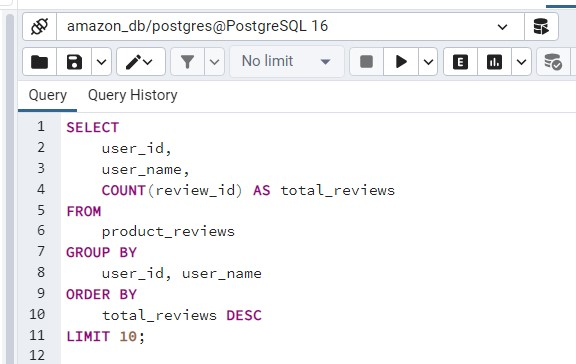 amazon_db/postgres@PostgreSQL 16
No limit
E
Query Query History
1 SELECT
2 user_id,
3 user_name,
4 COUNT(review_id) AS total_reviews
5 FROM
6 product_reviews
7 GROUP BY
8 user_id, user_name
9 ORDER BY
10 total_reviews DESC
11 LIMIT 10;
12